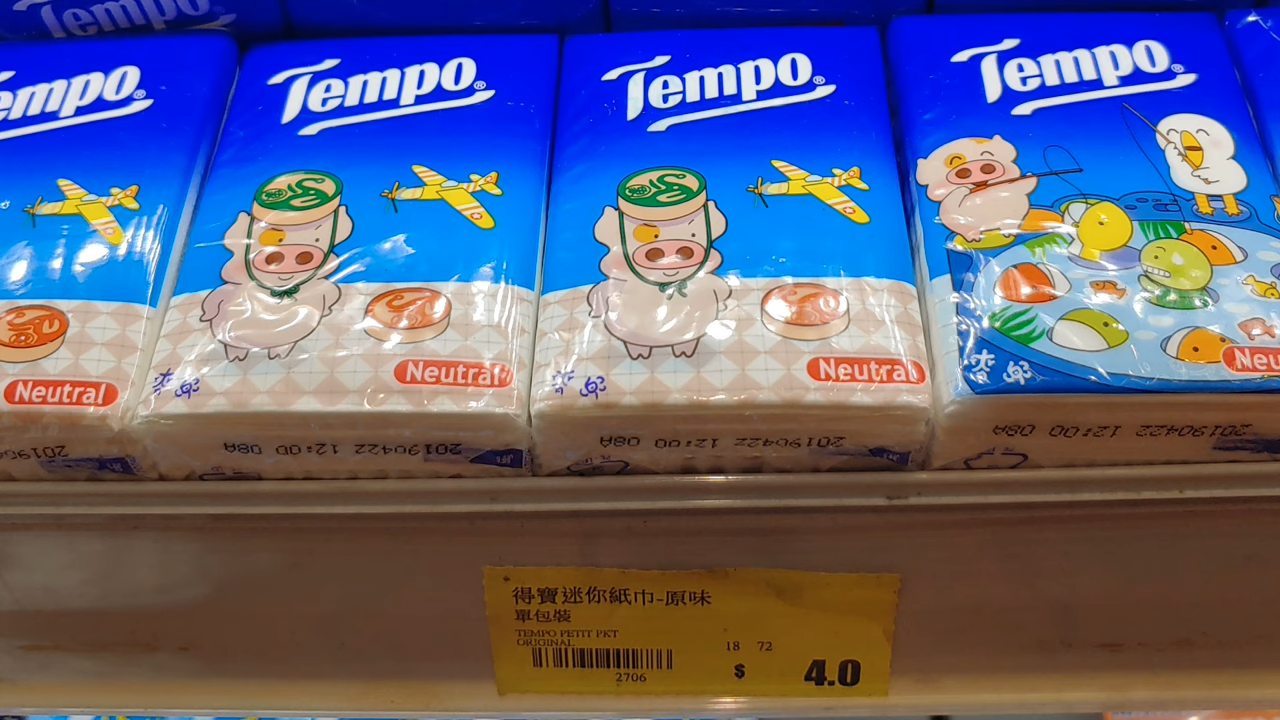 Tempo
empo
Tempo®
Tempo®
Tempo®
Neutral
Neutral
Neutral
Neu
201904
20190422 12:00 08A
20190422 12:00 08A
20190422 12:00 08A
得寶迷你紙巾-原味
單包裝
TEMPO PETIT PKT
ORIGINAL
18 72
2706
$ 4.0